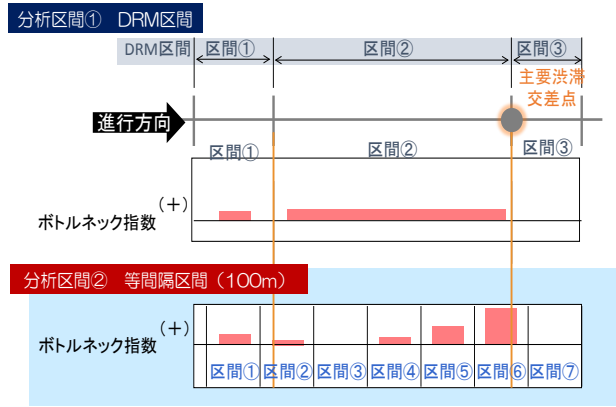 分析区間① DRM区間
DRM区間 区間① 区間② 区間③
主要渋滞
交差点
進行方向
区間① 区間② 区間③
(+)
ボトルネック指数
分析区間② 等間隔区間（100m）
(+)
ボトルネック指数
区間① 区間② 区間③ 区間④ 区間⑤ 区間⑥ 区間⑦